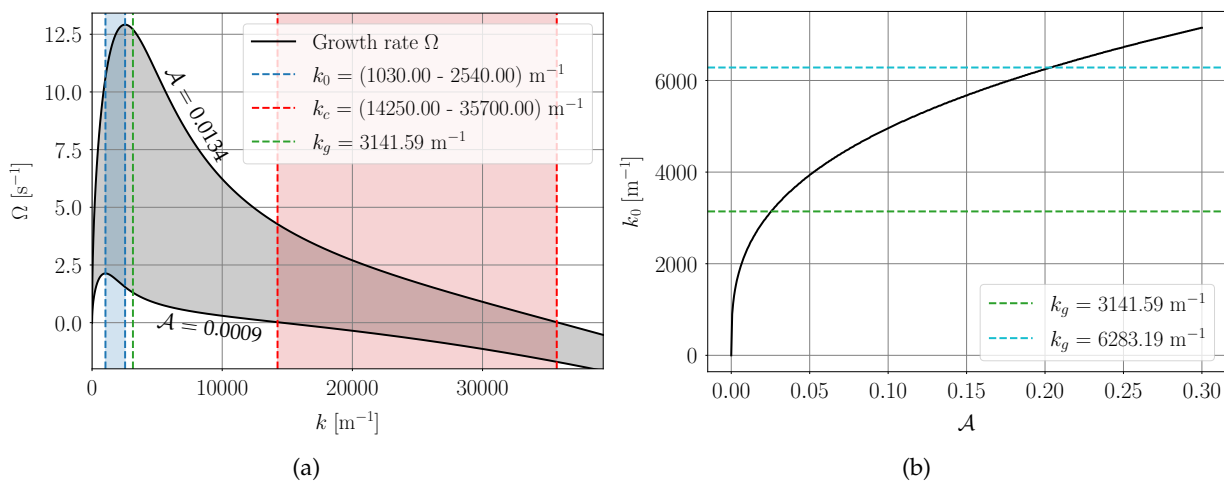 12.5
10.0
7.5
5.0
2.5
0.0
Ω [s⁻¹]
0
10000
20000
30000
k [m⁻¹]
𝒜 = 0.0134
𝒜 = 0.0009
Growth rate Ω
k₀ = (1030.00 - 2540.00) m⁻¹
k_c = (14250.00 - 35700.00) m⁻¹
k_g = 3141.59 m⁻¹
(a)
6000
4000
2000
0
k₀ [m⁻¹]
0.00
0.05
0.10
0.15
0.20
0.25
0.30
𝒜
k_g = 3141.59 m⁻¹
k_g = 6283.19 m⁻¹
(b)